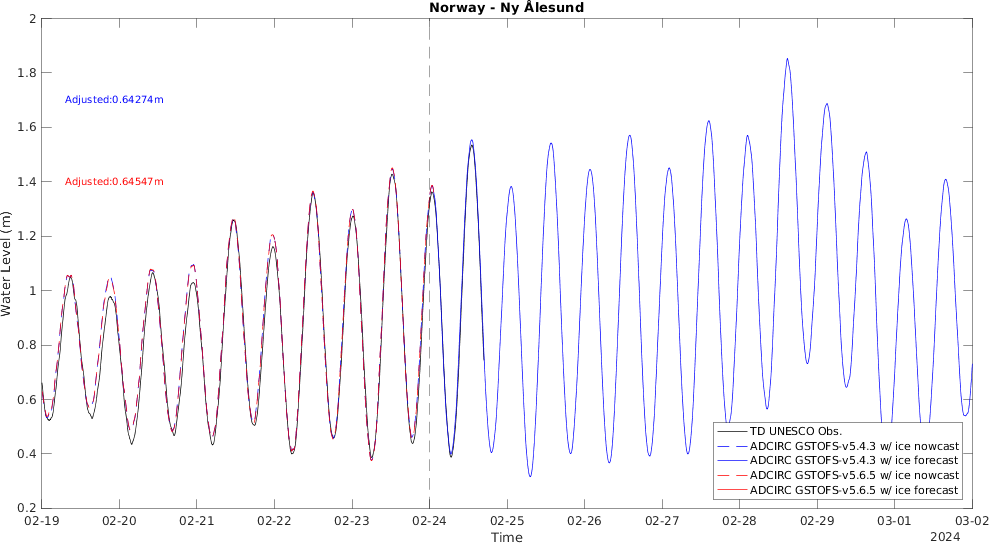 Norway - Ny Ålesund
2
1.8
1.6
1.4
1.2
1
0.8
0.6
0.4
0.2
Water Level (m)
Adjusted:0.64274m
Adjusted:0.64547m
TD UNESCO Obs.
ADCIRC GSTOFS-v5.4.3 w/ ice nowcast
ADCIRC GSTOFS-v5.4.3 w/ ice forecast
ADCIRC GSTOFS-v5.6.5 w/ ice nowcast
ADCIRC GSTOFS-v5.6.5 w/ ice forecast
02-19 02-20 02-21 02-22 02-23 02-24 02-25 02-26 02-27 02-28 02-29 03-01 03-02
Time
2024